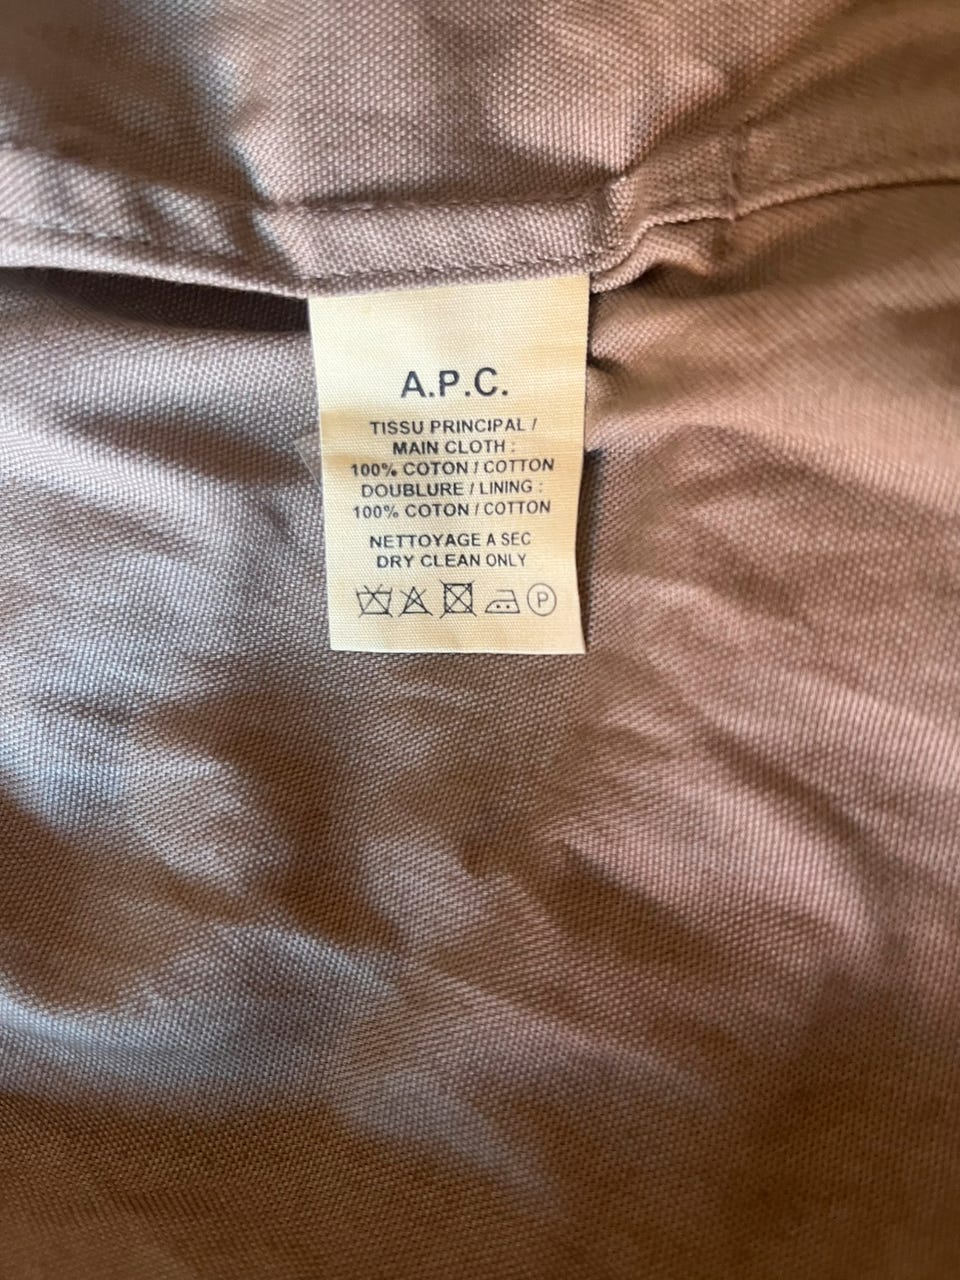 A.P.C.
TISSU PRINCIPAL /
MAIN CLOTH :
100% COTON / COTTON
DOUBLURE / LINING :
100% COTON / COTTON
NETTOYAGE A SEC
DRY CLEAN ONLY
P